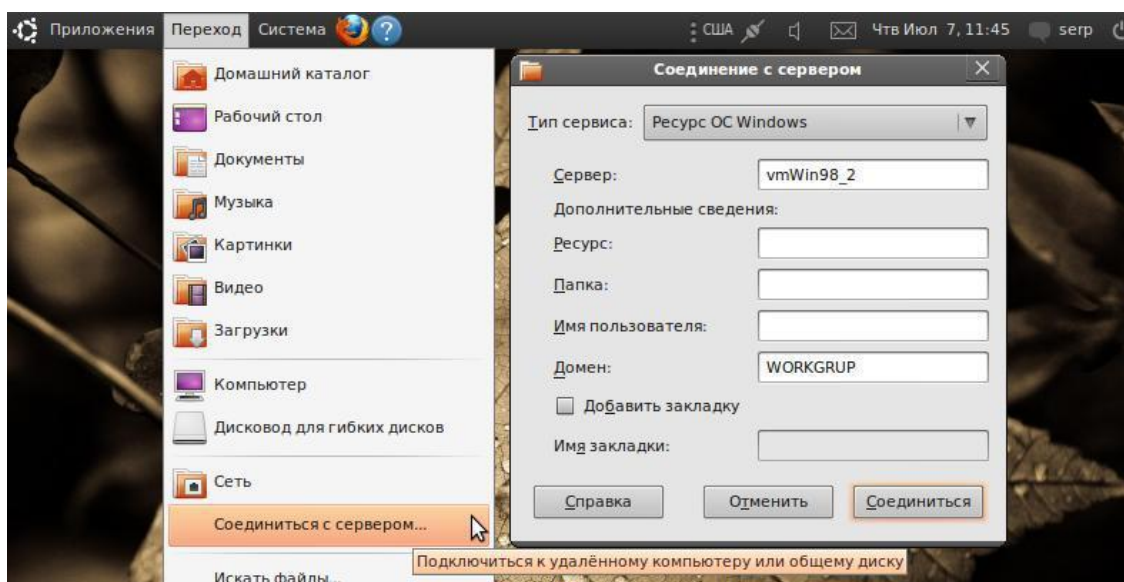 Приложения Переход Система ? США Чтв Июл 7, 11:45 serp
Домашний каталог
Рабочий стол
Документы
Музыка
Картинки
Видео
Загрузки
Компьютер
Дисковод для гибких дисков
Сеть
Соединиться с сервером...
Искать файлы...
Соединение с сервером
Тип сервиса: Ресурс ОС Windows
Сервер: vmWin98_2
Дополнительные сведения:
Ресурс:
Папка:
Имя пользователя:
Домен: WORKGRUP
Добавить закладку
Имя закладки:
Справка Отменить Соединиться
Подключиться к удалённому компьютеру или общему диску